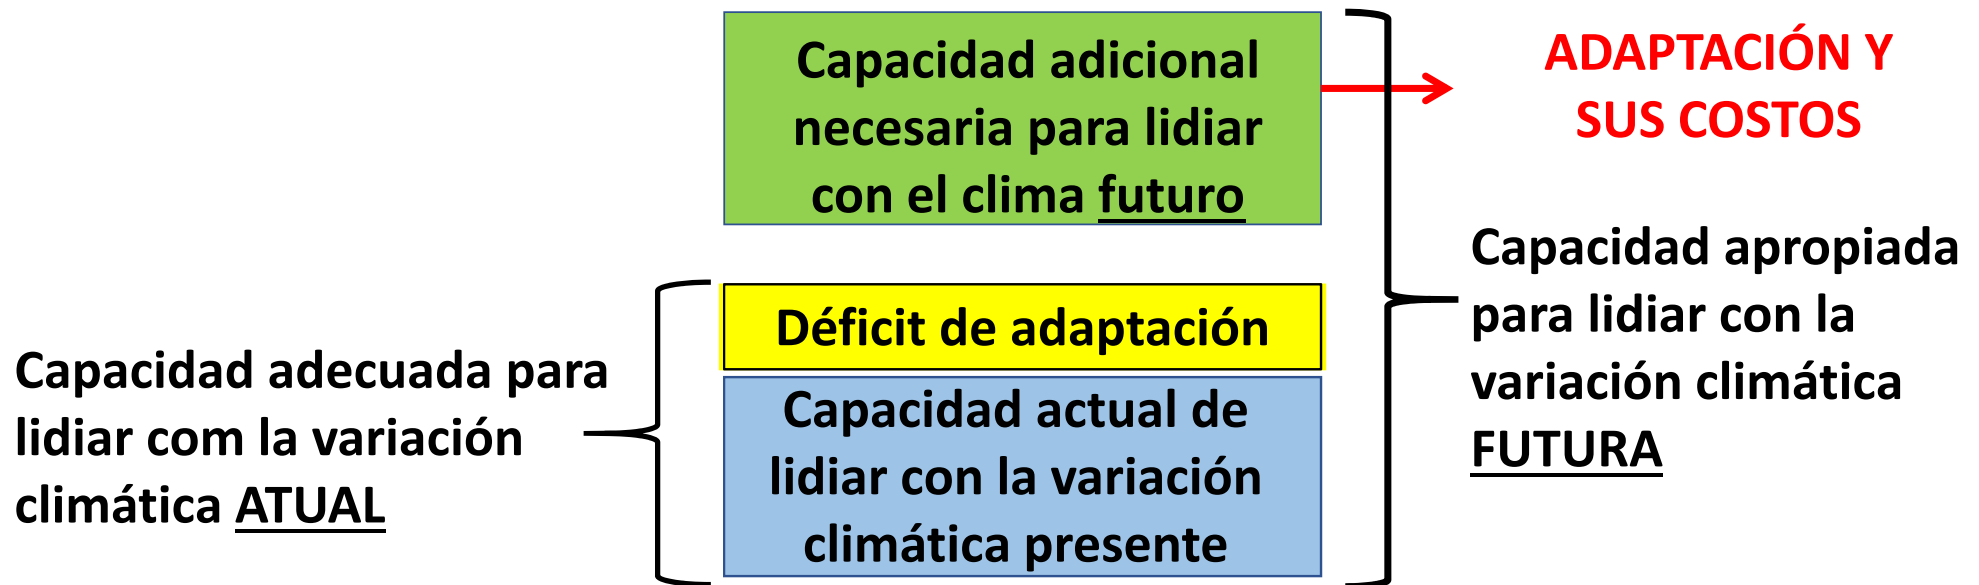 Capacidad adicional
necesaria para lidiar
con el clima futuro
ADAPTACIÓN Y
SUS COSTOS
Capacidad apropiada
para lidiar con la
variación climática
FUTURA
Déficit de adaptación
Capacidad adecuada para
lidiar com la variación
climática ATUAL
Capacidad actual de
lidiar con la variación
climática presente